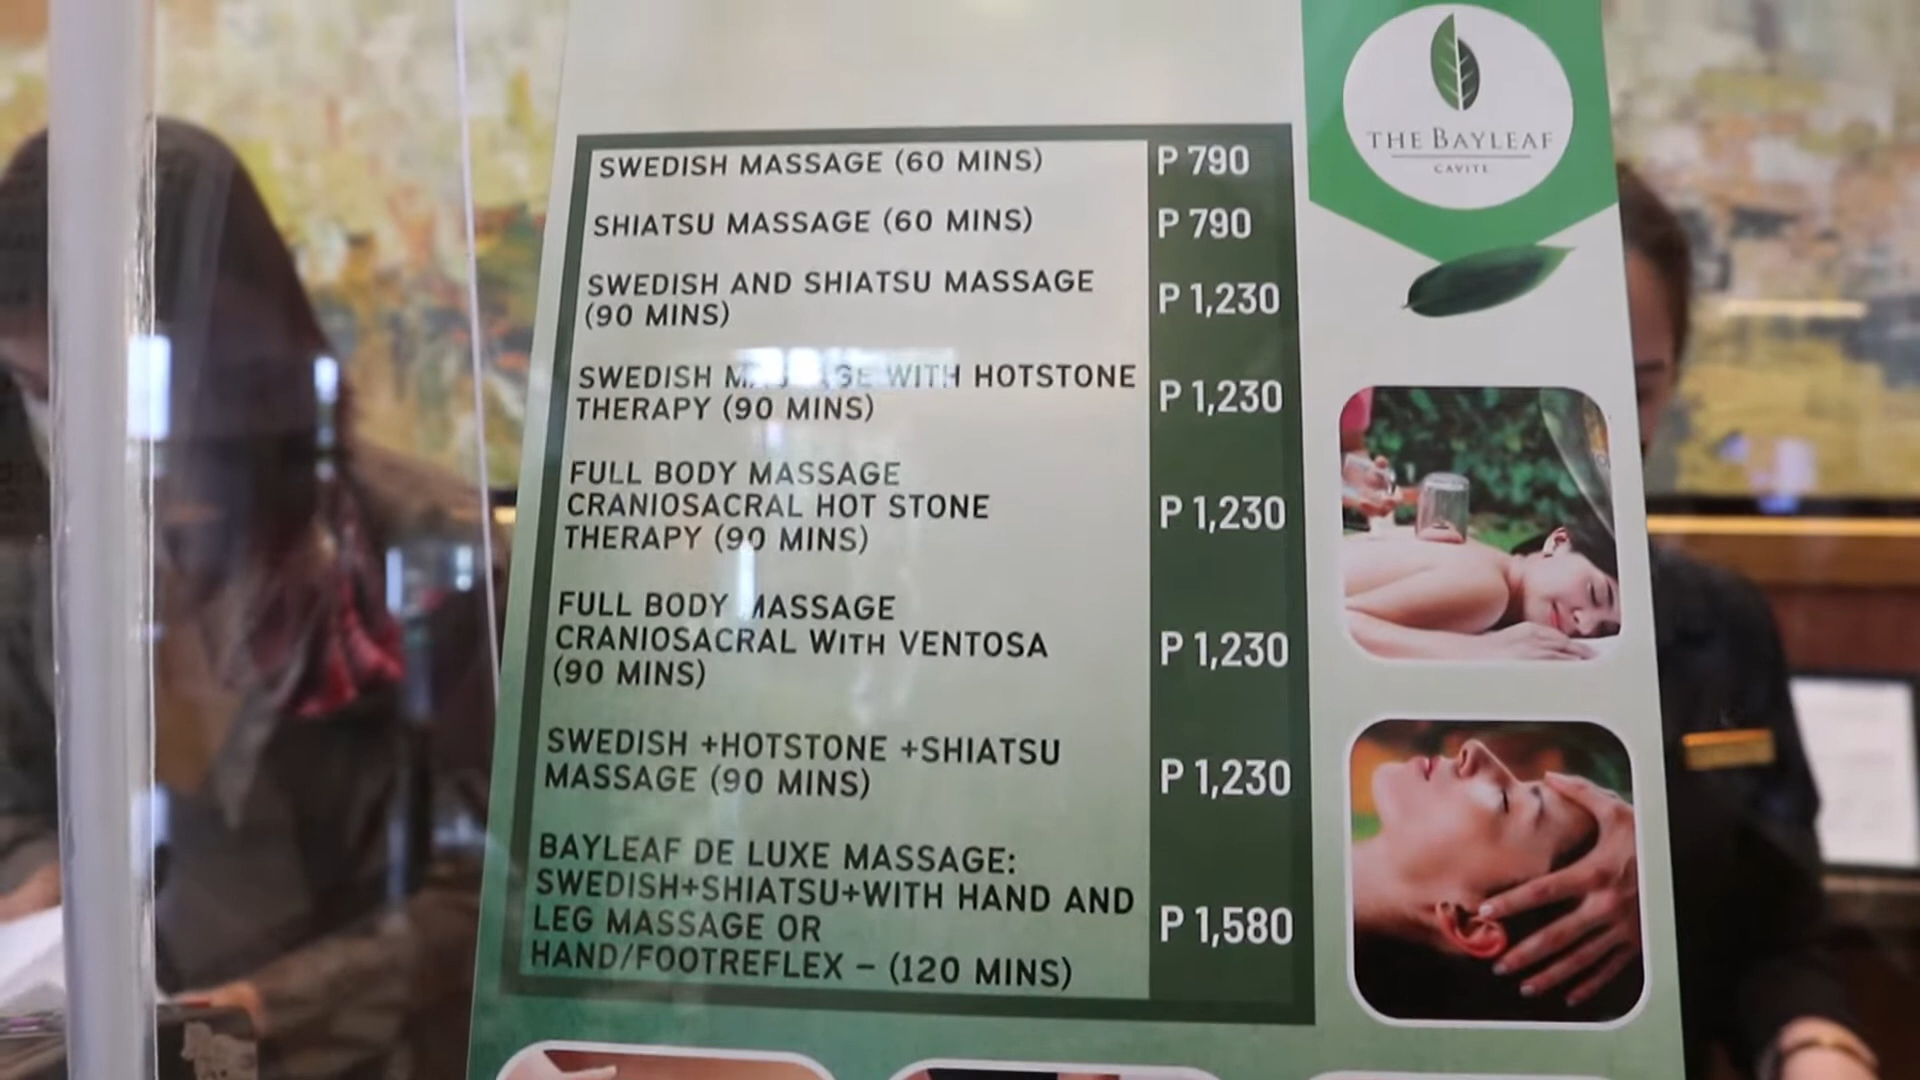 THE BAYLEAF
CAVITE
SWEDISH MASSAGE (60 MINS) P 790
SHIATSU MASSAGE (60 MINS) P 790
SWEDISH AND SHIATSU MASSAGE
(90 MINS) P 1,230
SWEDISH MASSAGE WITH HOTSTONE
THERAPY (90 MINS) P 1,230
FULL BODY MASSAGE
CRANIOSACRAL HOT STONE
THERAPY (90 MINS) P 1,230
FULL BODY MASSAGE
CRANIOSACRAL WITH VENTOSA
(90 MINS) P 1,230
SWEDISH +HOTSTONE +SHIATSU
MASSAGE (90 MINS) P 1,230
BAYLEAF DE LUXE MASSAGE:
SWEDISH+SHIATSU+WITH HAND AND
LEG MASSAGE OR
HAND/FOOTREFLEX – (120 MINS) P 1,580